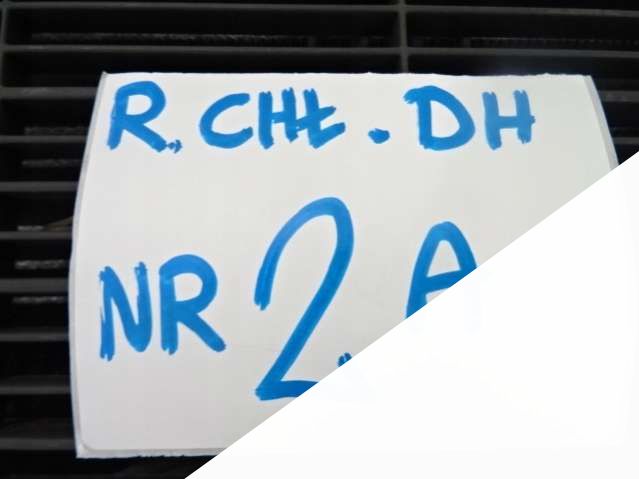 R. CHŁ. DH
NR 2 A